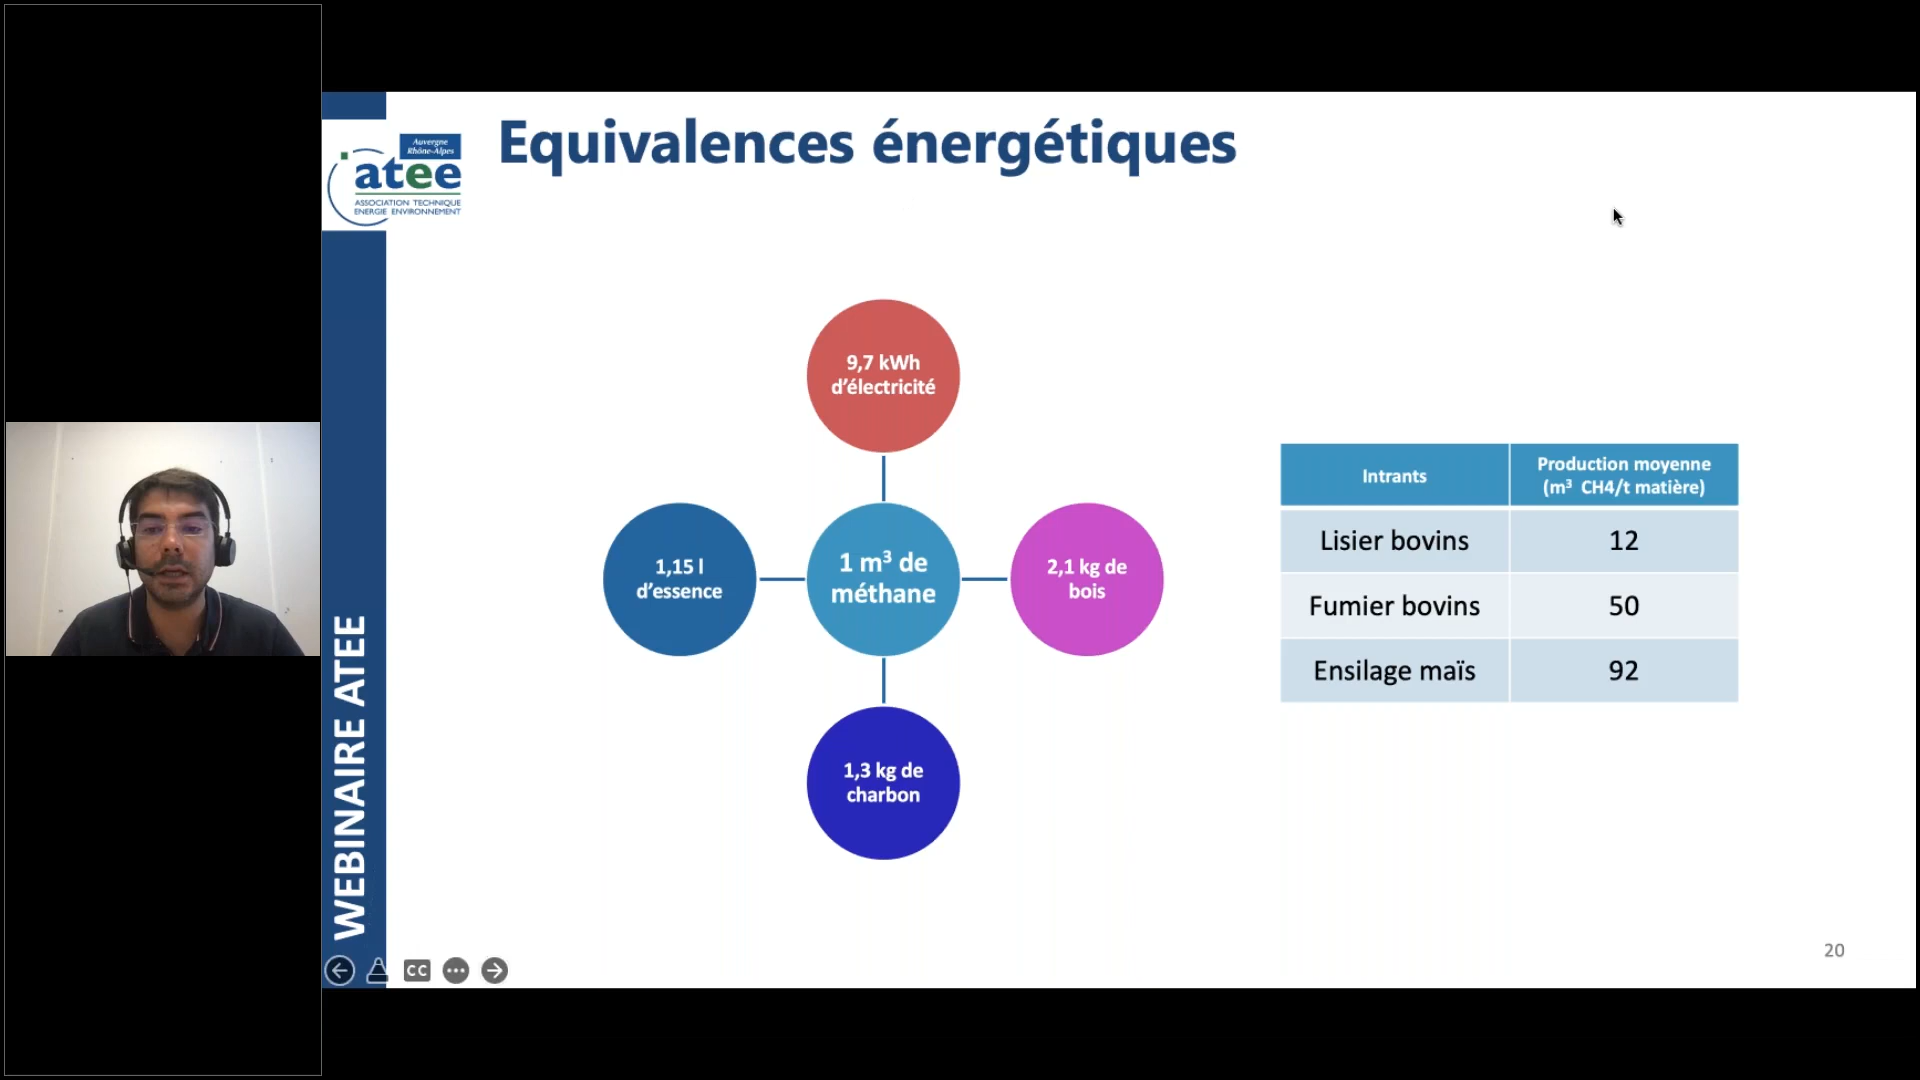 Auvergne
Rhône-Alpes
atee
ASSOCIATION TECHNIQUE
ENERGIE ENVIRONNEMENT
Equivalences énergétiques
WEBINAIRE ATEE
9,7 kWh
d’électricité
1,15 l
d’essence
1 m³ de
méthane
2,1 kg de
bois
1,3 kg de
charbon
Intrants
Production moyenne
(m³ CH4/t matière)
Lisier bovins
12
Fumier bovins
50
Ensilage maïs
92
20
CC